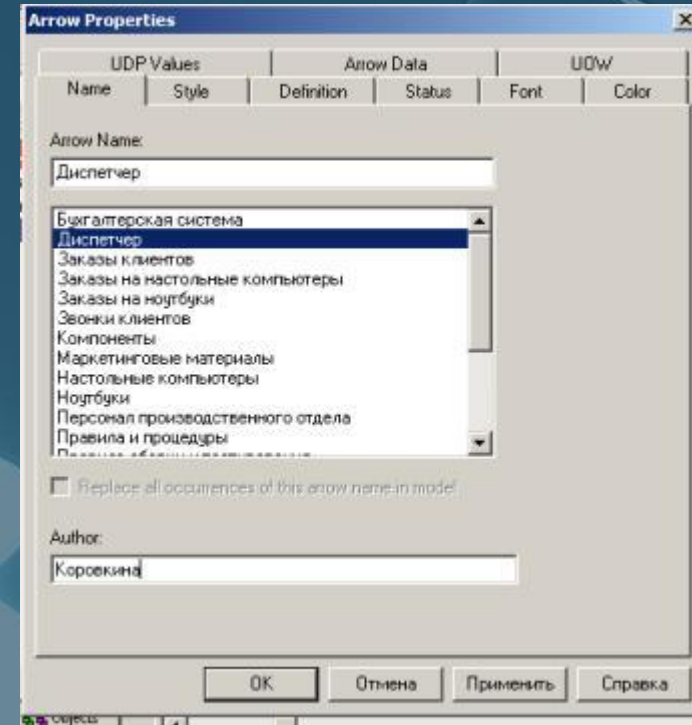 Arrow Properties
UDP Values Arrow Data UOW
Name Style Definition Status Font Color
Arrow Name:
Диспетчер
Бухгалтерская система
Диспетчер
Заказы клиентов
Заказы на настольные компьютеры
Заказы на ноутбуки
Звонки клиентов
Компоненты
Маркетинговые материалы
Настольные компьютеры
Ноутбуки
Персонал производственного отдела
Правила и процедуры
Replace all occurrences of this arrow name in model
Author:
Коровкина
OK Отмена Применить Справка
Objects